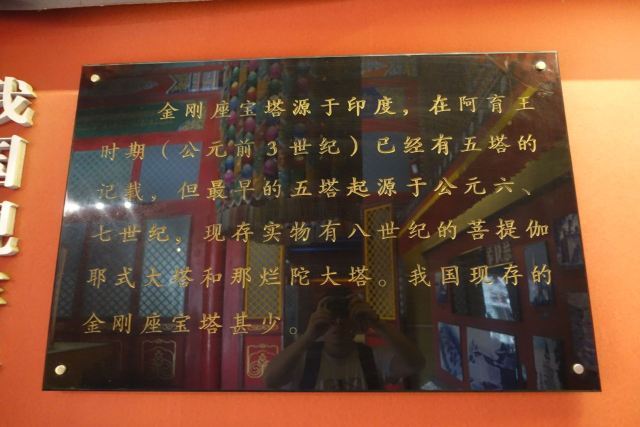 金刚座宝塔源于印度，在阿育王
时期（公元前3世纪）已经有五塔的
记载，但最早的五塔起源于公元六、
七世纪，现存实物有八世纪的菩提伽
耶式大塔和那烂陀大塔。我国现存的
金刚座宝塔甚少。
我国现